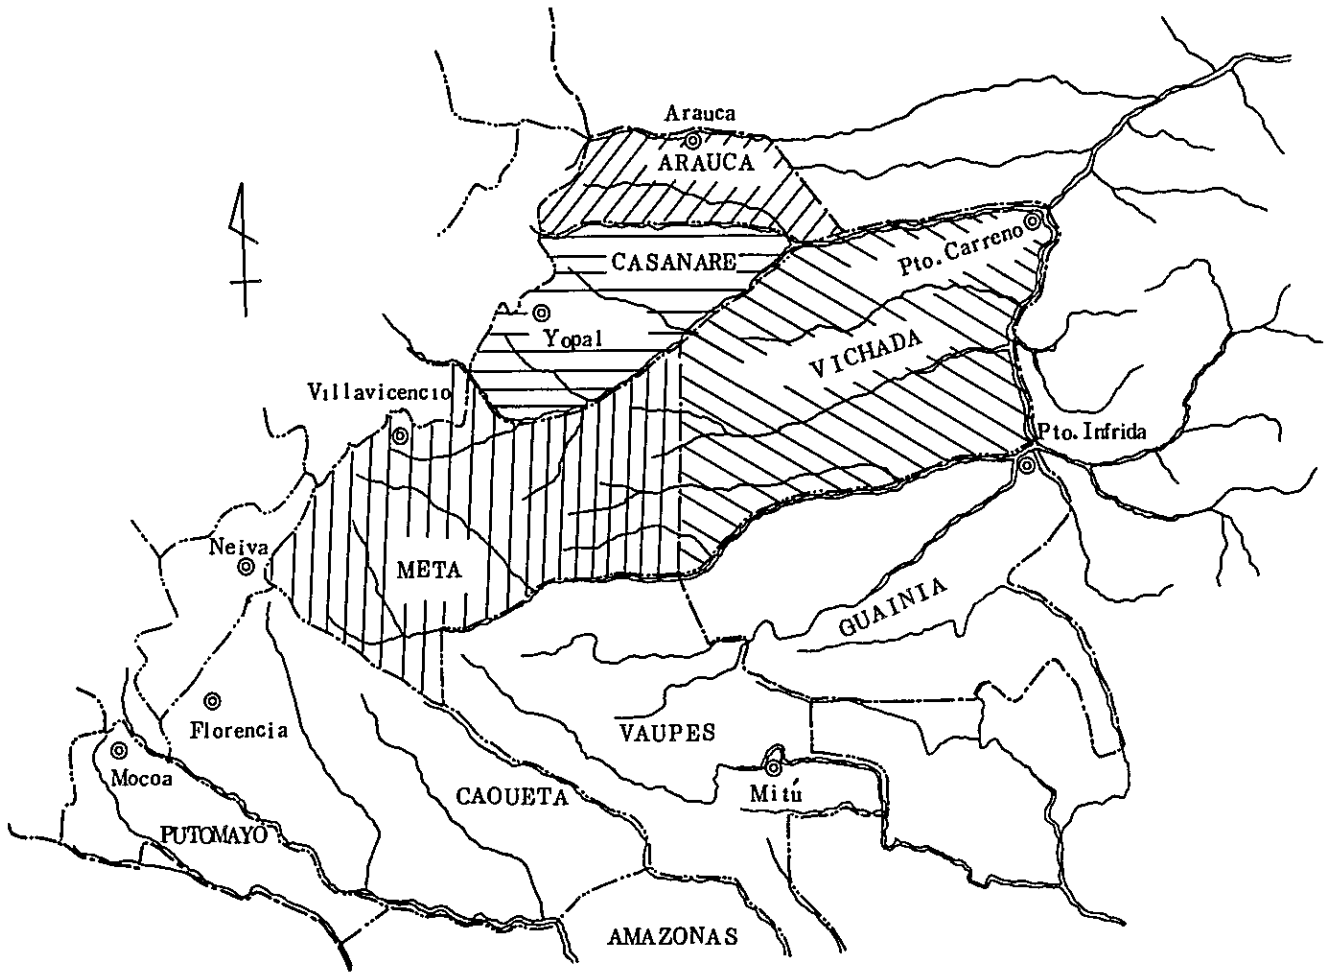 Arauca
ARAUCA
Pto. Carreno
CASANARE
Yopal
VICHADA
Villavicencio
Pto. Infrida
Neiva
META
GUAINIA
Florencia
VAUPES
Mocoa
CAOUETA
Mitú
PUTOMAYO
AMAZONAS